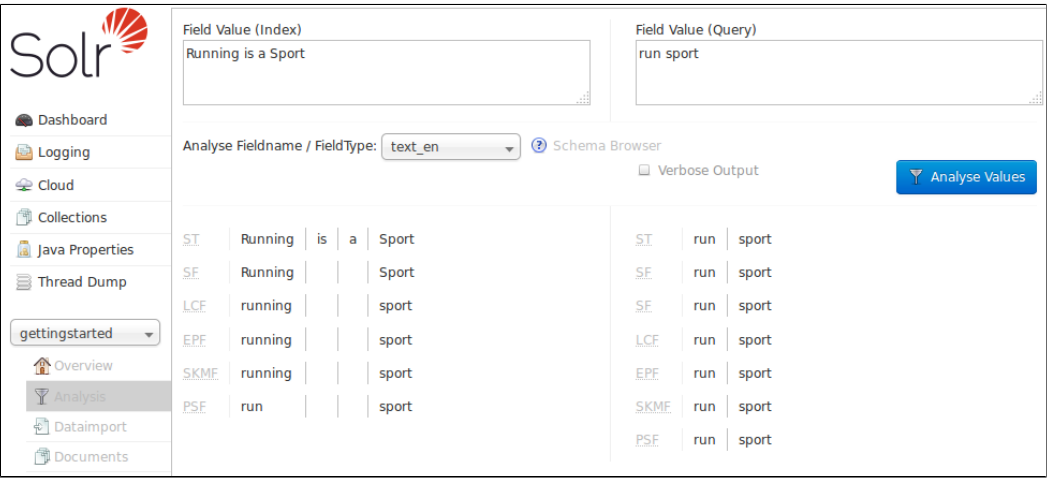 Solr
Dashboard
Logging
Cloud
Collections
Java Properties
Thread Dump
gettingstarted
Overview
Analysis
Dataimport
Documents
Field Value (Index)
Running is a Sport
Field Value (Query)
run sport
Analyse Fieldname / FieldType: text_en ? Schema Browser
Verbose Output
Analyse Values
ST Running is a Sport
SF Running Sport
LCF running sport
EPF running sport
SKMF running sport
PSF run sport
ST run sport
SF run sport
SF run sport
LCF run sport
EPF run sport
SKMF run sport
PSF run sport